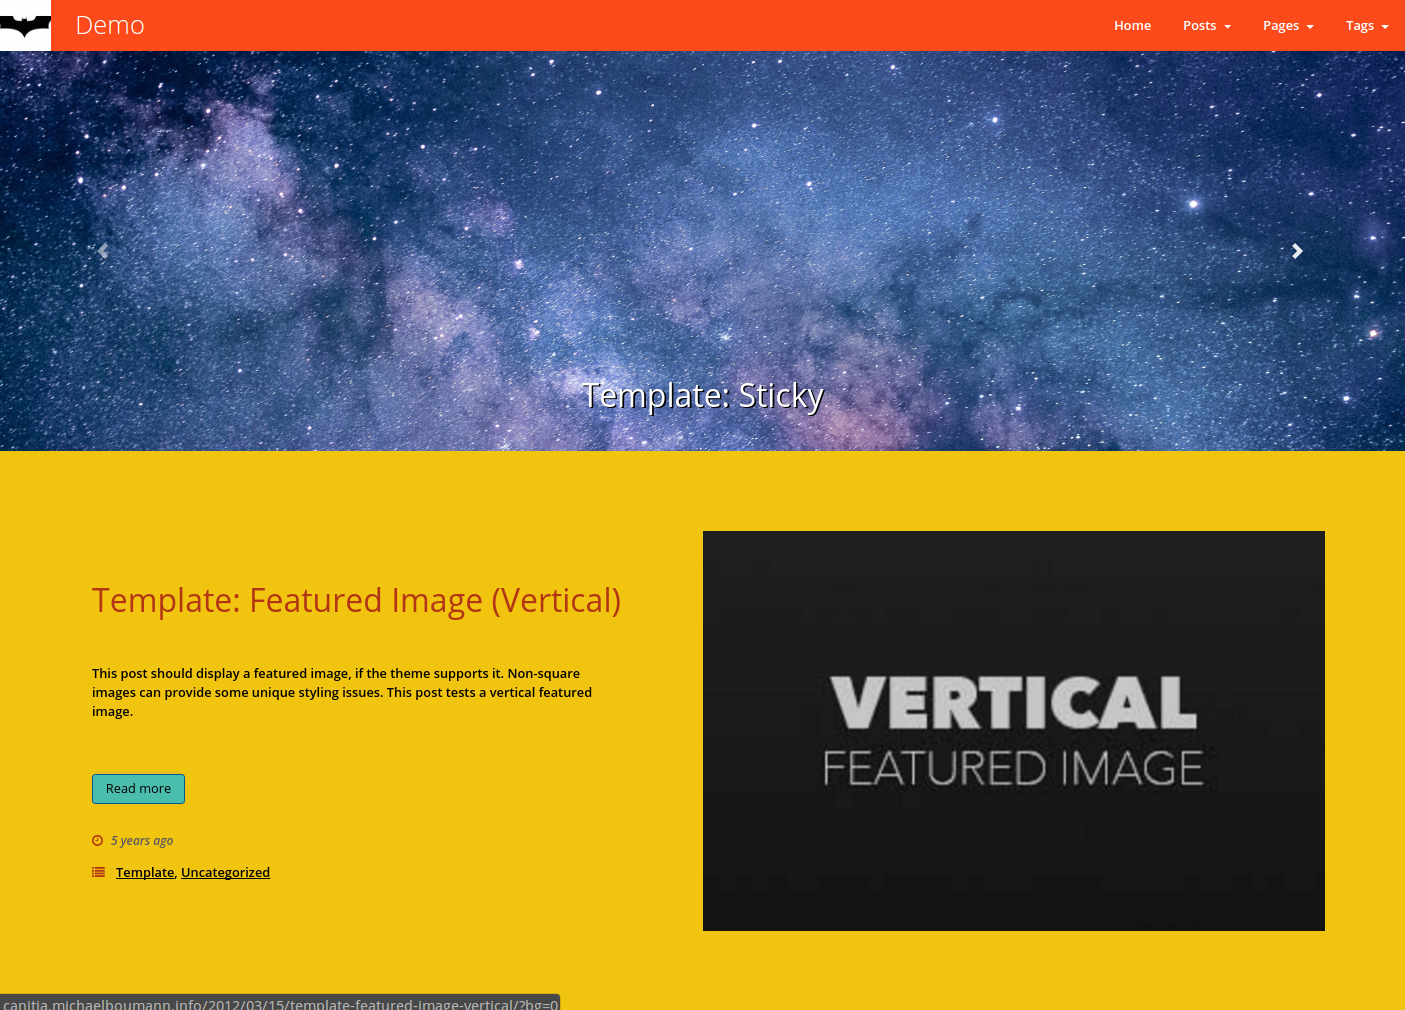 Demo
Home Posts Pages Tags
Template: Sticky
Template: Featured Image (Vertical)
This post should display a featured image, if the theme supports it. Non-square
images can provide some unique styling issues. This post tests a vertical featured
image.
Read more
5 years ago
Template, Uncategorized
VERTICAL
FEATURED IMAGE
canitia.michaelboumann.info/2012/03/15/template-featured-image-vertical/?bg=0